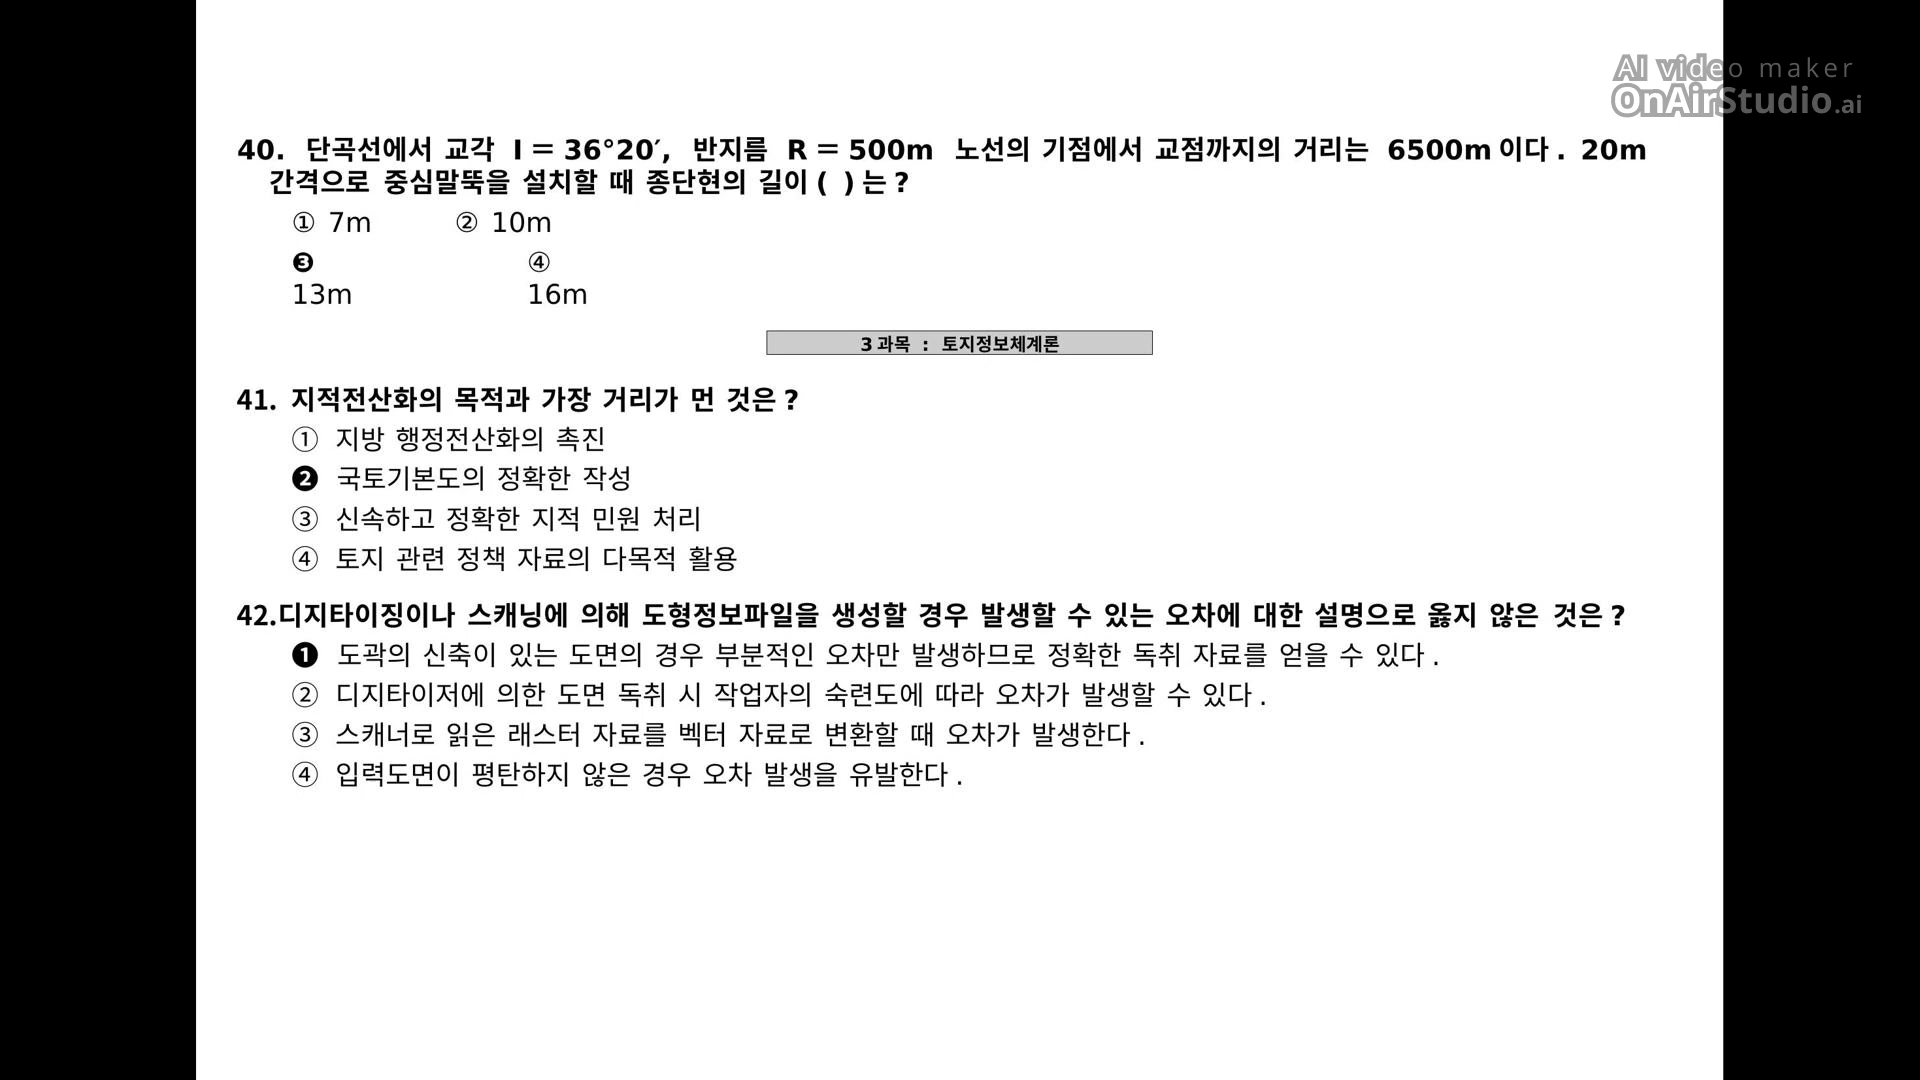 AI video maker
OnAirStudio.ai
40. 단곡선에서 교각 I = 36°20′, 반지름 R = 500m 노선의 기점에서 교점까지의 거리는 6500m이다. 20m
간격으로 중심말뚝을 설치할 때 종단현의 길이( )는?
① 7m ② 10m
❸ ④
13m 16m
3과목 : 토지정보체계론
41. 지적전산화의 목적과 가장 거리가 먼 것은?
① 지방 행정전산화의 촉진
❷ 국토기본도의 정확한 작성
③ 신속하고 정확한 지적 민원 처리
④ 토지 관련 정책 자료의 다목적 활용
42.디지타이징이나 스캐닝에 의해 도형정보파일을 생성할 경우 발생할 수 있는 오차에 대한 설명으로 옳지 않은 것은?
❶ 도곽의 신축이 있는 도면의 경우 부분적인 오차만 발생하므로 정확한 독취 자료를 얻을 수 있다.
② 디지타이저에 의한 도면 독취 시 작업자의 숙련도에 따라 오차가 발생할 수 있다.
③ 스캐너로 읽은 래스터 자료를 벡터 자료로 변환할 때 오차가 발생한다.
④ 입력도면이 평탄하지 않은 경우 오차 발생을 유발한다.